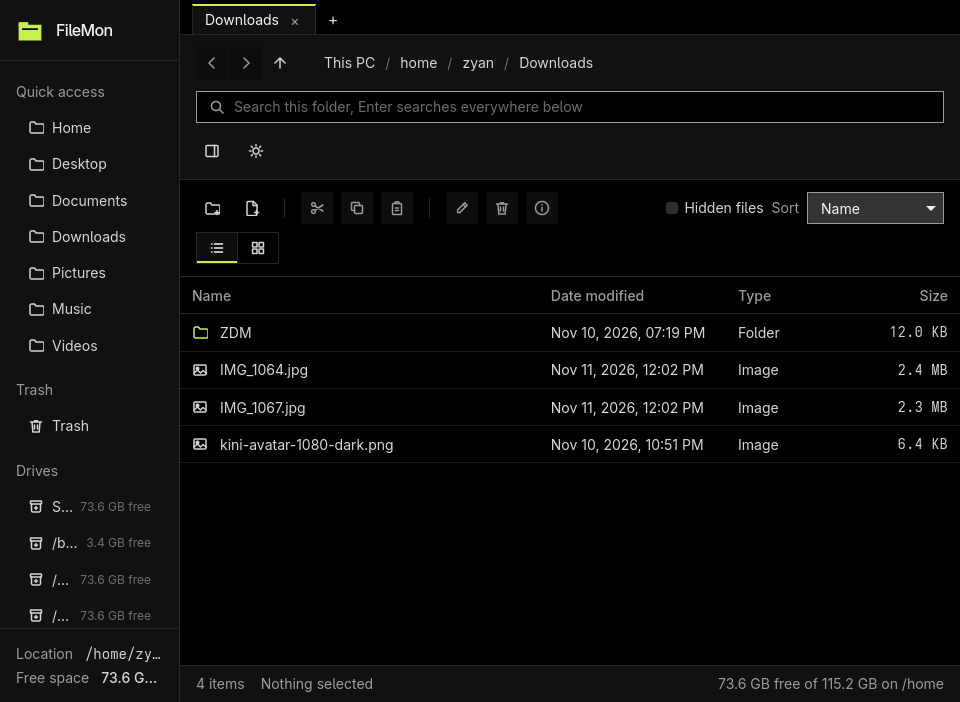 FileMon
Downloads × +
This PC / home / zyan / Downloads
Search this folder, Enter searches everywhere below
Quick access
Home
Desktop
Documents
Downloads
Pictures
Music
Videos
Trash
Trash
Drives
S... 73.6 GB free
/b... 3.4 GB free
/... 73.6 GB free
/... 73.6 GB free
Location /home/zy…
Free space 73.6 G...
Hidden files Sort Name
Name Date modified Type Size
ZDM Nov 10, 2026, 07:19 PM Folder 12.0 KB
IMG_1064.jpg Nov 11, 2026, 12:02 PM Image 2.4 MB
IMG_1067.jpg Nov 11, 2026, 12:02 PM Image 2.3 MB
kini-avatar-1080-dark.png Nov 10, 2026, 10:51 PM Image 6.4 KB
4 items Nothing selected 73.6 GB free of 115.2 GB on /home